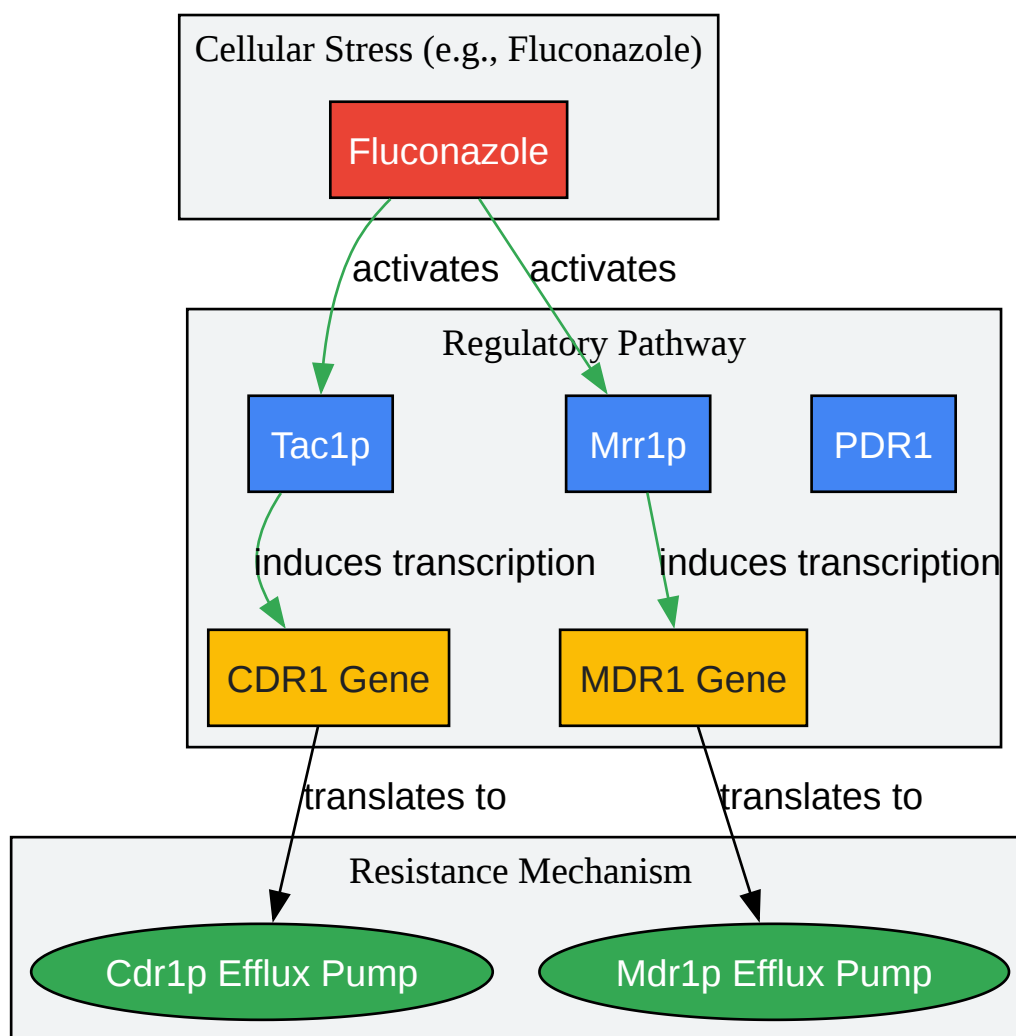 Cellular Stress (e.g., Fluconazole)
Fluconazole
activates
activates
Regulatory Pathway
Tac1p
Mrr1p
PDR1
induces transcription
induces transcription
CDR1 Gene
MDR1 Gene
translates to
translates to
Resistance Mechanism
Cdr1p Efflux Pump
Mdr1p Efflux Pump